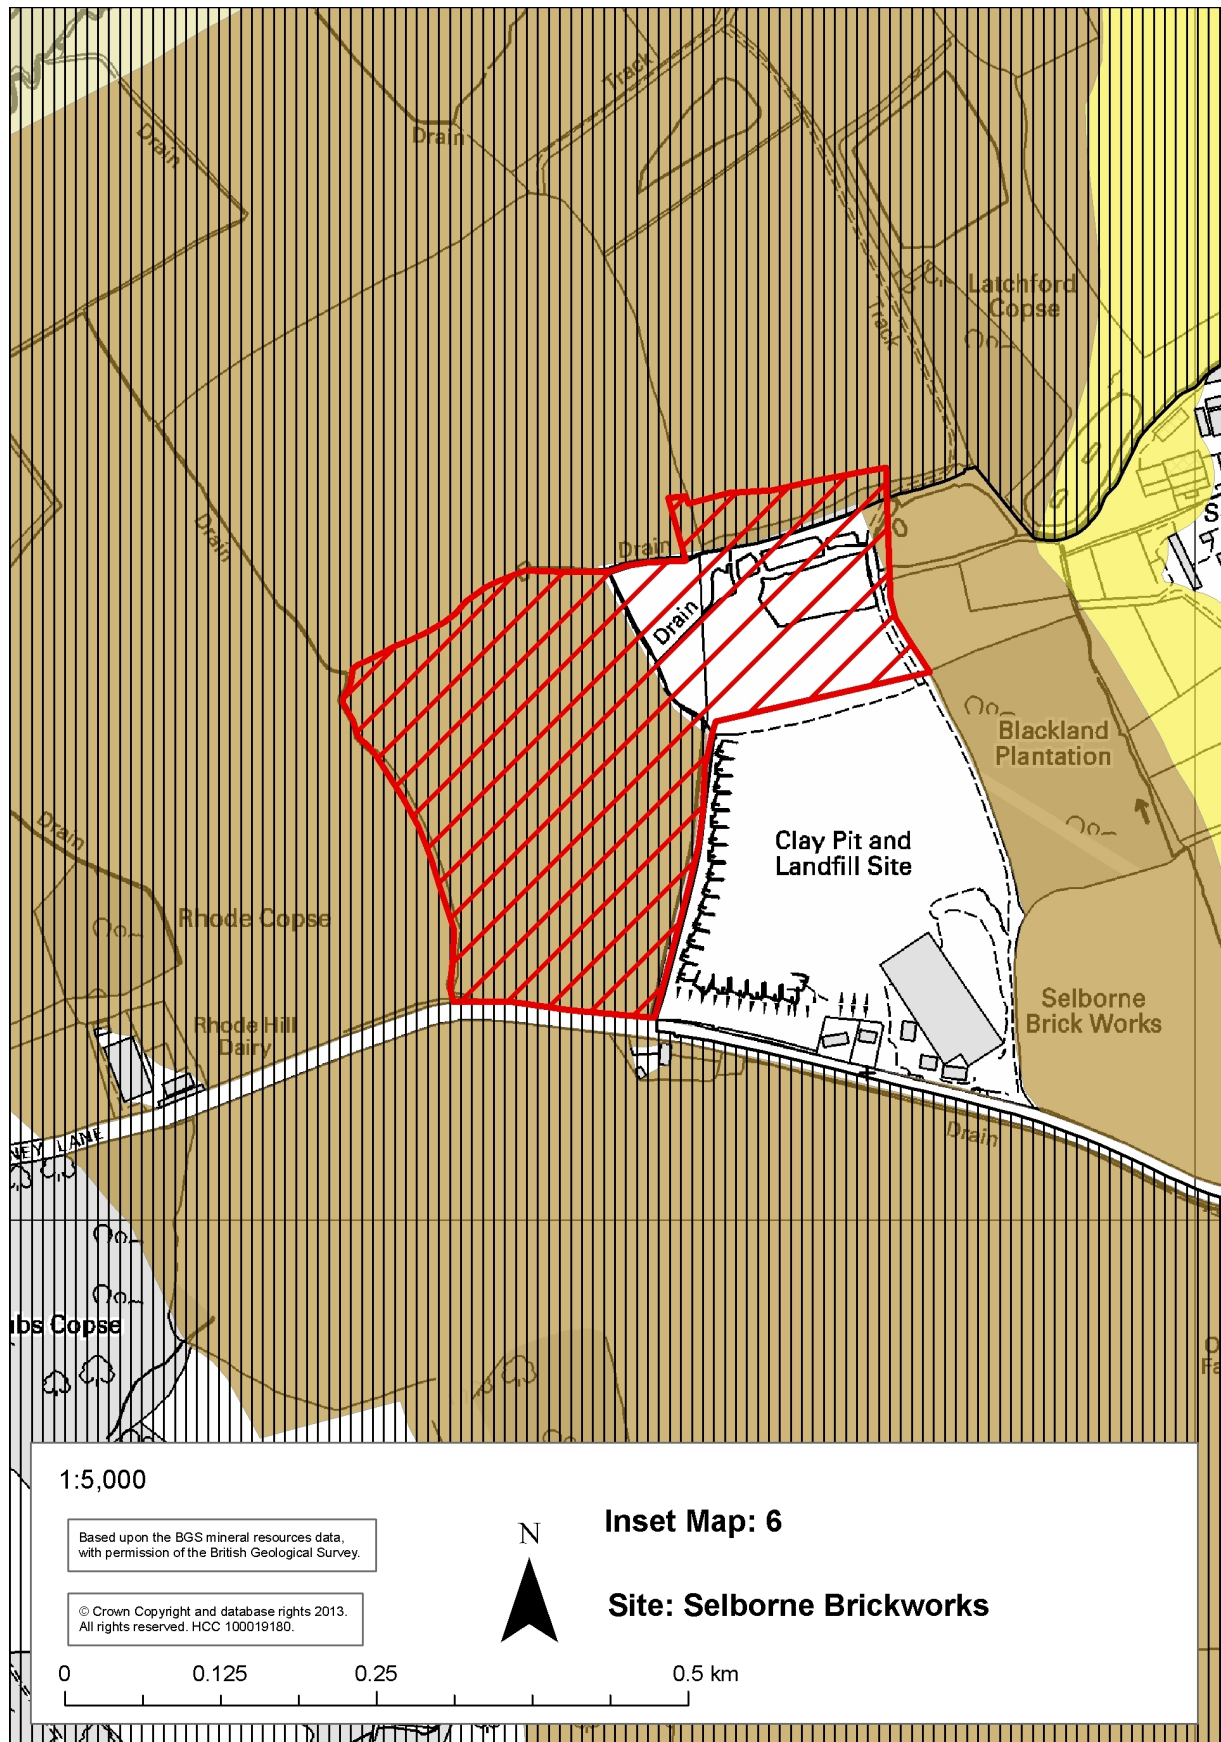 Track
Drain
Drain
Latchford
Copse
Track
Drain
Drain
Drain
Blackland
Plantation
Drain
Clay Pit and
Landfill Site
Rhode Copse
Selborne
Brick Works
Rhode Hill
Dairy
Drain
LANE
Copse
1:5,000
Based upon the BGS mineral resources data,
with permission of the British Geological Survey.
N
Inset Map: 6
© Crown Copyright and database rights 2013.
All rights reserved. HCC 100019180.
Site: Selborne Brickworks
0 0.125 0.25 0.5 km